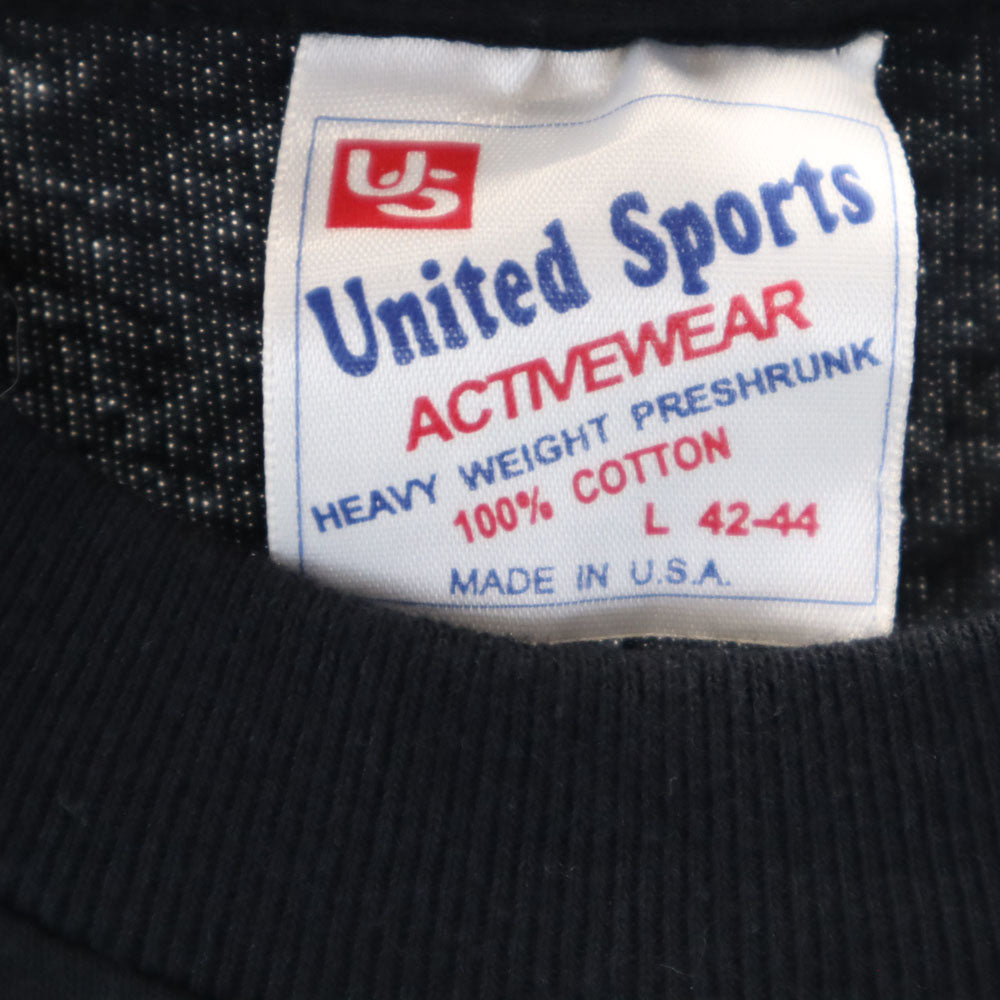 US
United Sports
ACTIVEWEAR
HEAVY WEIGHT PRESHRUNK
100% COTTON
L 42-44
MADE IN U.S.A.